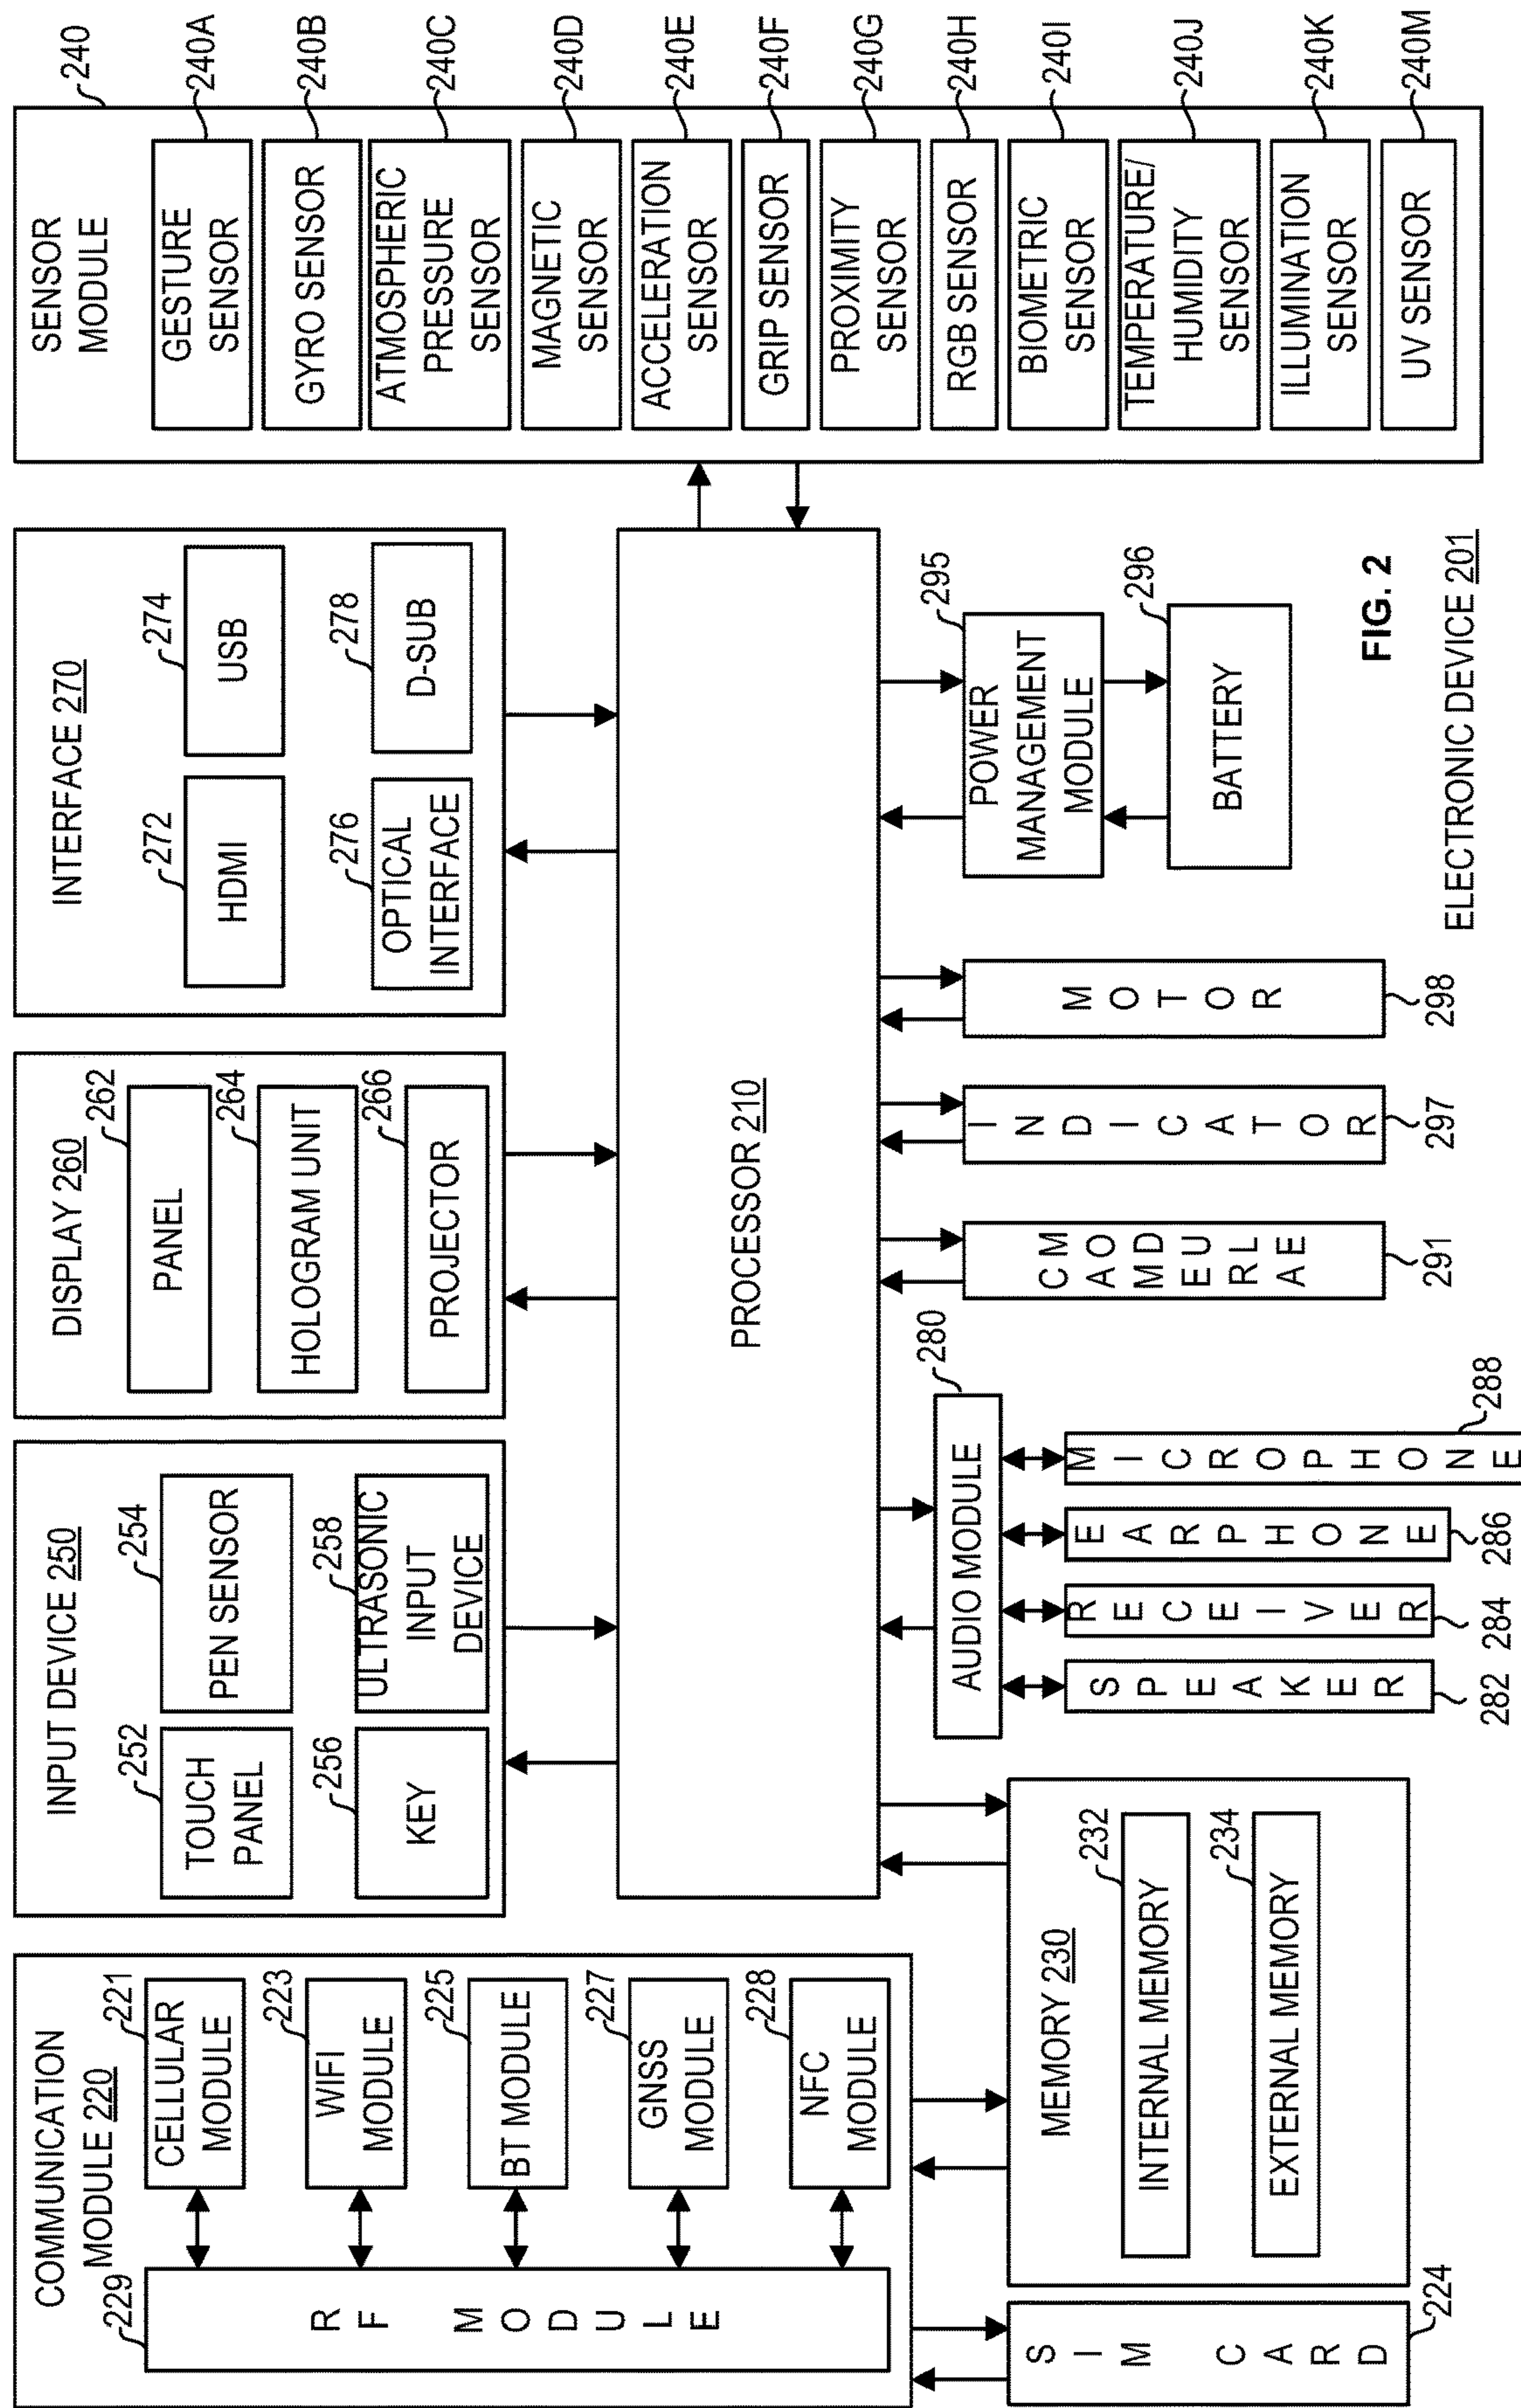 COMMUNICATION
MODULE 220
229
RF MODULE
221
CELLULAR
MODULE
223
WIFI
MODULE
225
BT MODULE
227
GNSS
MODULE
228
NFC
MODULE
SIM CARD
224
MEMORY 230
232
INTERNAL MEMORY
234
EXTERNAL MEMORY
INPUT DEVICE 250
252
TOUCH
PANEL
254
PEN SENSOR
256
KEY
258
ULTRASONIC
INPUT
DEVICE
DISPLAY 260
262
PANEL
264
HOLOGRAM UNIT
266
PROJECTOR
INTERFACE 270
272
HDMI
274
USB
276
OPTICAL
INTERFACE
278
D-SUB
PROCESSOR 210
280
AUDIO MODULE
SPEAKER
282
RECEIVER
284
EARPHONE
286
MICROPHONE
288
CAMERA
MODULE
291
INDICATOR
297
MOTOR
298
295
POWER
MANAGEMENT
MODULE
296
BATTERY
SENSOR
MODULE
240
GESTURE
SENSOR
240A
GYRO SENSOR
240B
ATMOSPHERIC
PRESSURE
SENSOR
240C
MAGNETIC
SENSOR
240D
ACCELERATION
SENSOR
240E
GRIP SENSOR
240F
PROXIMITY
SENSOR
240G
RGB SENSOR
240H
BIOMETRIC
SENSOR
240I
TEMPERATURE/
HUMIDITY
SENSOR
240J
ILLUMINATION
SENSOR
240K
UV SENSOR
240M
FIG. 2
ELECTRONIC DEVICE 201